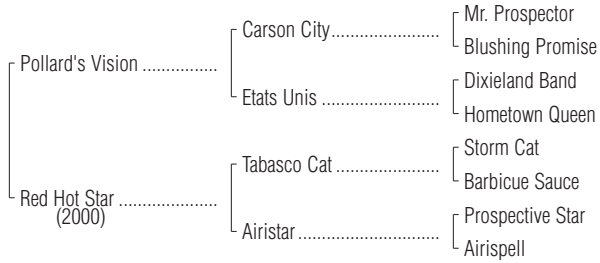 Mr. Prospector
Carson City
Blushing Promise
Pollard's Vision
Dixieland Band
Etats Unis
Hometown Queen
Storm Cat
Tabasco Cat
Barbicue Sauce
Red Hot Star
(2000)
Prospective Star
Airistar
Airispell